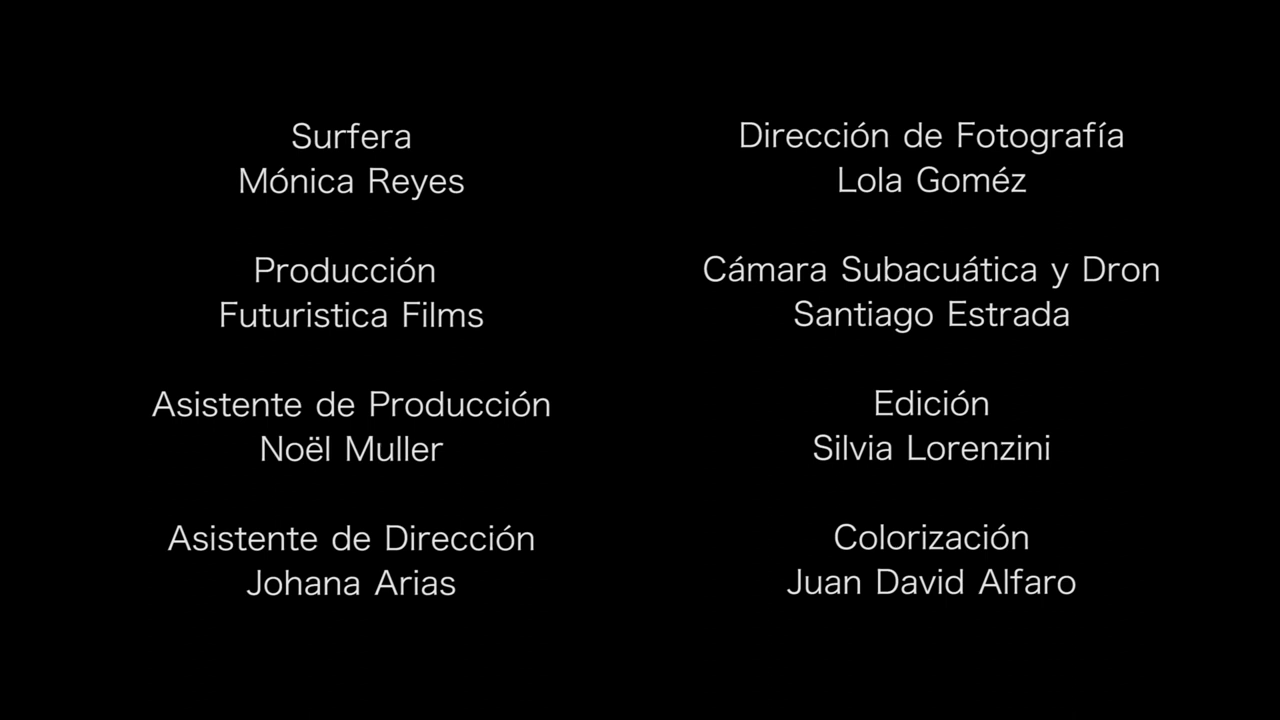 Surfera
Mónica Reyes
Producción
Futuristica Films
Asistente de Producción
Noël Muller
Asistente de Dirección
Johana Arias
Dirección de Fotografía
Lola Goméz
Cámara Subacuática y Dron
Santiago Estrada
Edición
Silvia Lorenzini
Colorización
Juan David Alfaro